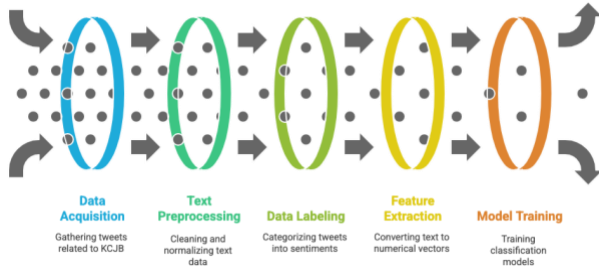 Data
Acquisition
Gathering tweets
related to KCJB
Text
Preprocessing
Cleaning and
normalizing text
data
Data Labeling
Categorizing tweets
into sentiments
Feature
Extraction
Converting text to
numerical vectors
Model Training
Training
classification
models